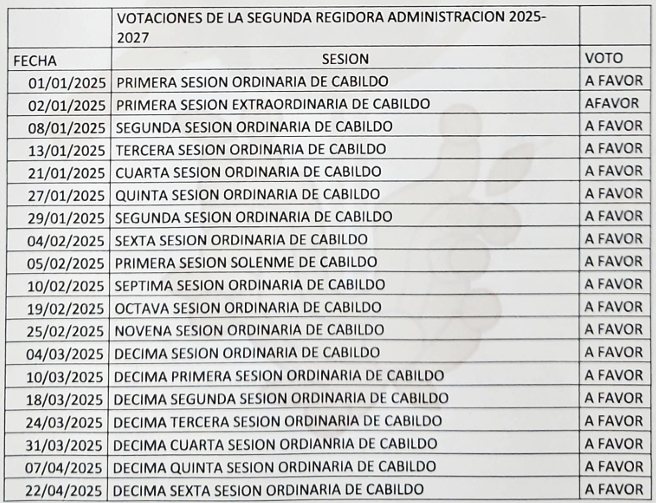 VOTACIONES DE LA SEGUNDA REGIDORA ADMINISTRACION 2025-
2027
FECHA SESION VOTO
01/01/2025 PRIMERA SESION ORDINARIA DE CABILDO A FAVOR
02/01/2025 PRIMERA SESION EXTRAORDINARIA DE CABILDO AFAVOR
08/01/2025 SEGUNDA SESION ORDINARIA DE CABILDO A FAVOR
13/01/2025 TERCERA SESION ORDINARIA DE CABILDO A FAVOR
21/01/2025 CUARTA SESION ORDINARIA DE CABILDO A FAVOR
27/01/2025 QUINTA SESION ORDINARIA DE CABILDO A FAVOR
29/01/2025 SEGUNDA SESION ORDINARIA DE CABILDO A FAVOR
04/02/2025 SEXTA SESION ORDINARIA DE CABILDO A FAVOR
05/02/2025 PRIMERA SESION SOLENME DE CABILDO A FAVOR
10/02/2025 SEPTIMA SESION ORDINARIA DE CABILDO A FAVOR
19/02/2025 OCTAVA SESION ORDINARIA DE CABILDO A FAVOR
25/02/2025 NOVENA SESION ORDINARIA DE CABILDO A FAVOR
04/03/2025 DECIMA SESION ORDINARIA DE CABILDO A FAVOR
10/03/2025 DECIMA PRIMERA SESION ORDINARIA DE CABILDO A FAVOR
18/03/2025 DECIMA SEGUNDA SESION ORDINARIA DE CABILDO A FAVOR
24/03/2025 DECIMA TERCERA SESION ORDINARIA DE CABILDO A FAVOR
31/03/2025 DECIMA CUARTA SESION ORDIANRIA DE CABILDO A FAVOR
07/04/2025 DECIMA QUINTA SESION ORDINARIA DE CABILDO A FAVOR
22/04/2025 DECIMA SEXTA SESION ORDINARIA DE CABILDO A FAVOR